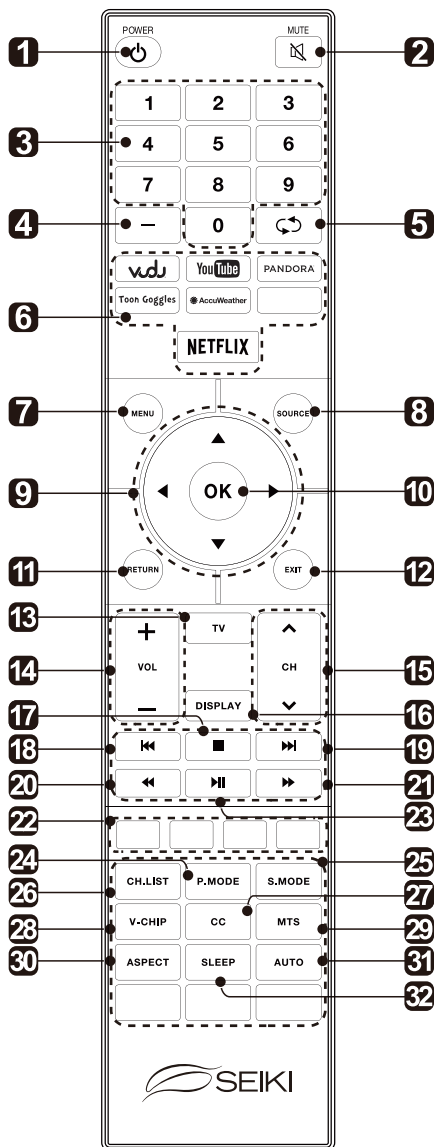 POWER MUTE
1 2
1 2 3
3 4 5 6
7 8 9
4 – 0 5
vudu YouTube PANDORA
6 Toon Goggles AccuWeather
NETFLIX
7 MENU SOURCE 8
9 OK 10
11 RETURN EXIT 12
13 TV
14 + VOL – CH 15
17 DISPLAY 16
18 19
20 21
22 23
24 25
26 CH.LIST P.MODE S.MODE 27
28 V-CHIP CC MTS 29
30 ASPECT SLEEP AUTO 31
32
SEIKI